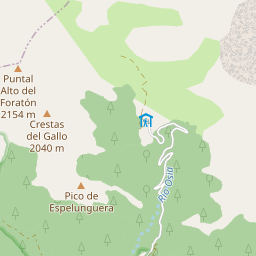 Puntal
Alto del
Foratón
2154 m
Crestas
del Gallo
2040 m
Pico de
Espelunguera
Río Osia